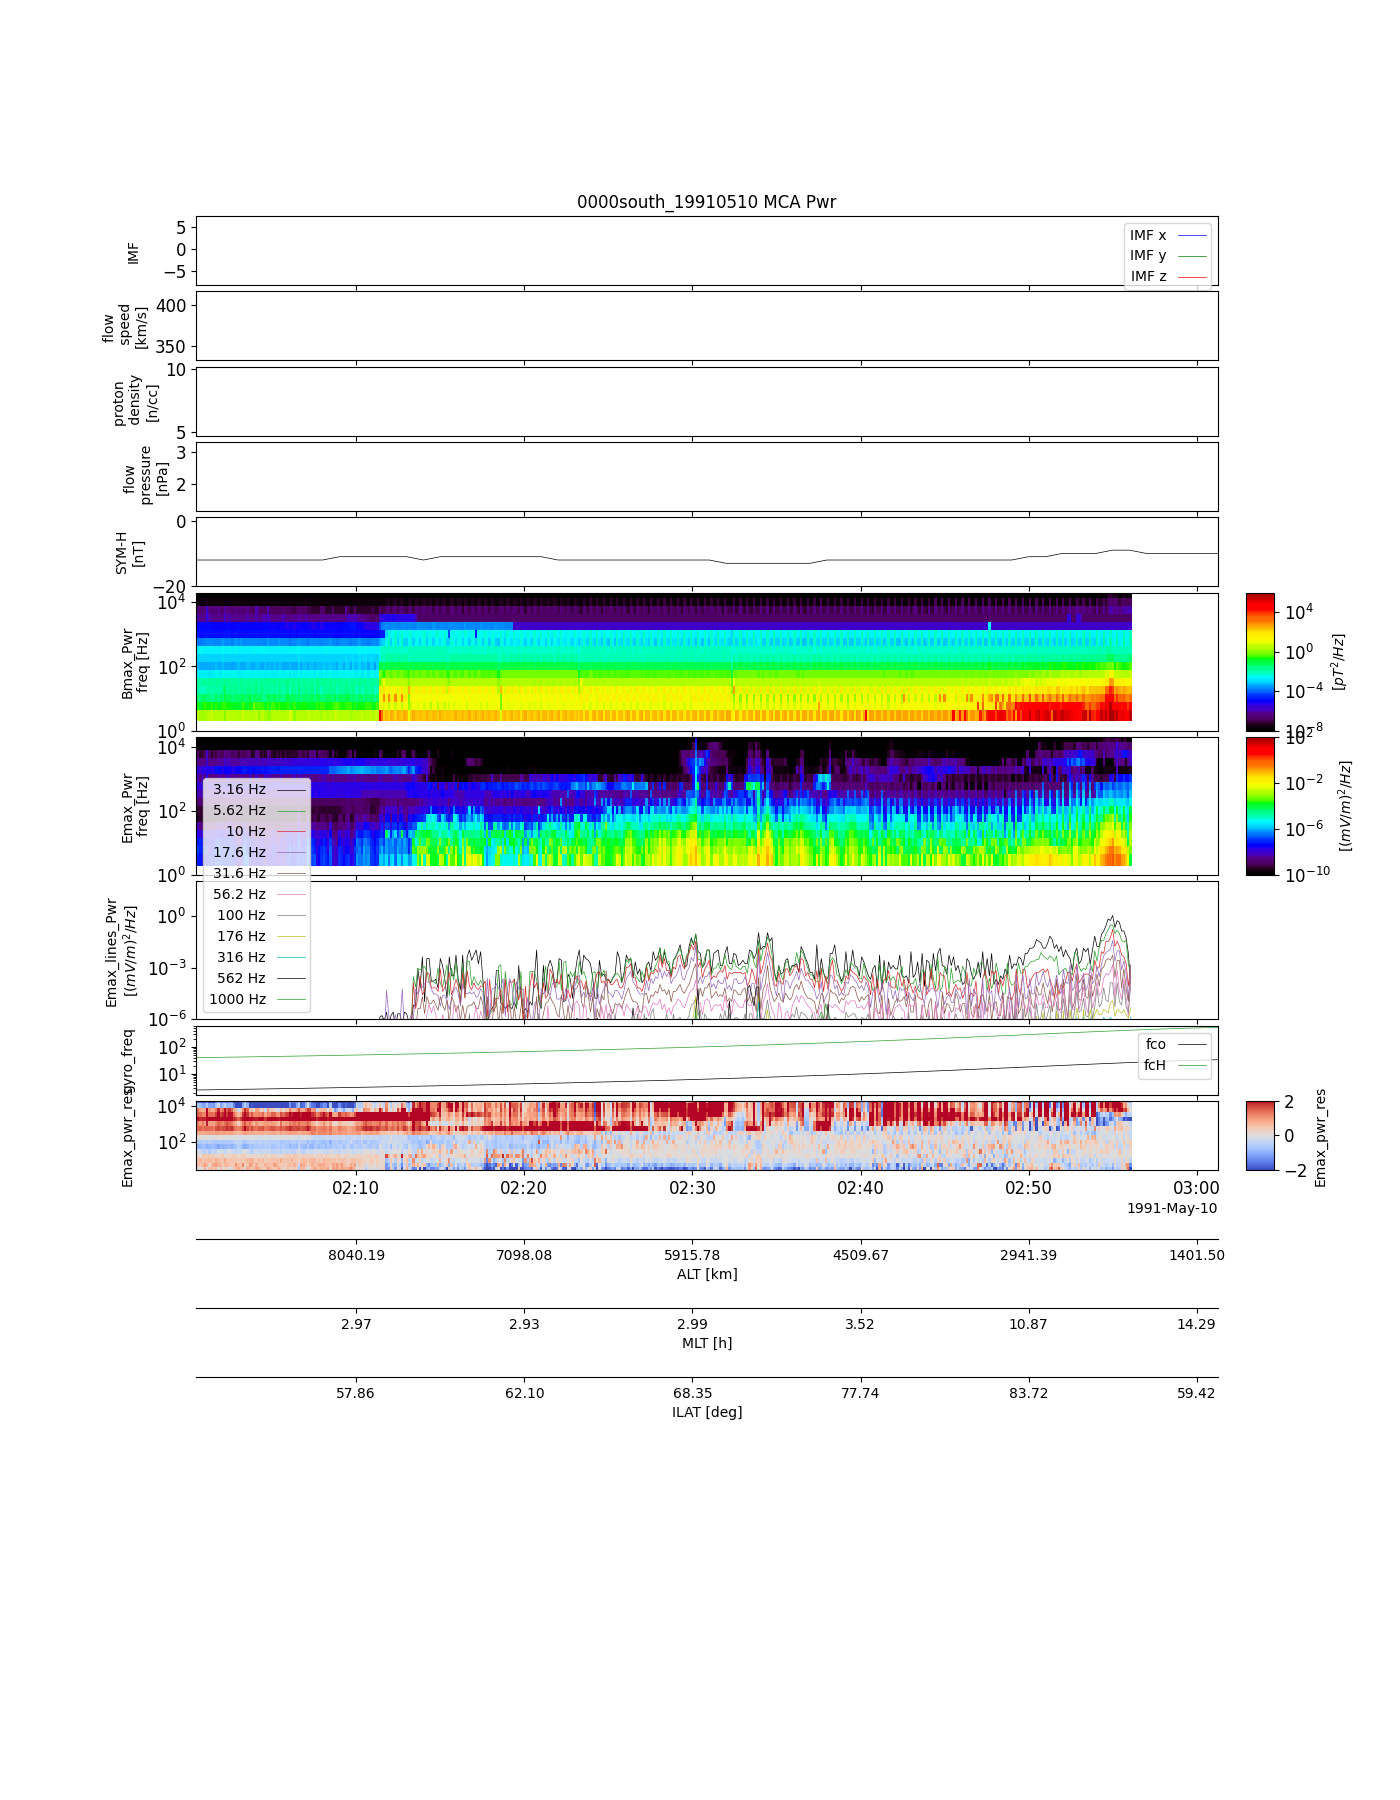 0000south_19910510 MCA Pwr
IMF
5
0
−5
IMF x
IMF y
IMF z
flow
speed
[km/s]
400
350
proton
density
[n/cc]
10
5
flow
pressure
[nPa]
3
2
SYM-H
[nT]
0
−20
Bmax_Pwr
freq [Hz]
10^4
10^2
10^0
10^4
10^0
10^−4
10^−8
[pT^2/Hz]
Emax_Pwr
freq [Hz]
10^4
10^2
10^0
10^2
10^−2
10^−6
10^−10
[(mV/m)^2/Hz]
3.16 Hz
5.62 Hz
10 Hz
17.6 Hz
31.6 Hz
56.2 Hz
100 Hz
176 Hz
316 Hz
562 Hz
1000 Hz
Emax_lines_Pwr
[(mV/m)^2/Hz]
10^0
10^−3
10^−6
gyro_freq
10^2
10^1
fco
fcH
Emax_pwr_res
10^4
10^2
2
0
−2
Emax_pwr_res
02:10 02:20 02:30 02:40 02:50 03:00
1991-May-10
8040.19 7098.08 5915.78 4509.67 2941.39 1401.50
ALT [km]
2.97 2.93 2.99 3.52 10.87 14.29
MLT [h]
57.86 62.10 68.35 77.74 83.72 59.42
ILAT [deg]